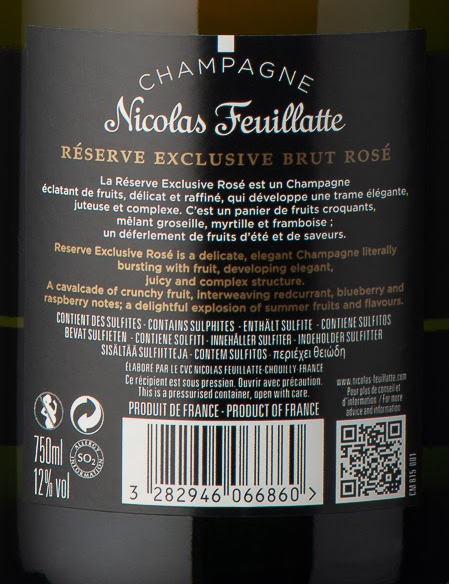 CHAMPAGNE
Nicolas Feuillatte
RÉSERVE EXCLUSIVE BRUT ROSÉ
La Réserve Exclusive Rosé est un Champagne
éclatant de fruits, délicat et raffiné, qui développe une trame élégante,
juteuse et complexe. C'est un panier de fruits croquants,
mêlant groseille, myrtille et framboise ;
un déferlement de fruits d'été et de saveurs.
Reserve Exclusive Rosé is a delicate, elegant Champagne literally
bursting with fruit, developing elegant,
juicy and complex structure.
A cavalcade of crunchy fruit, interweaving redcurrant, blueberry and
raspberry notes; a delightful explosion of summer fruits and flavours.
CONTIENT DES SULFITES - CONTAINS SULPHITES - ENTHÄLT SULFITE - CONTIENE SULFITOS
BEVAT SULFIETEN - CONTIENE SOLFITI - INNEHÅLLER SULFITER - INDEHOLDER SULFITTER
SISÄLTÄÄ SULFIITTEJA - CONTEM SULFITOS - περιέχει θειώδη
ÉLABORÉ PAR LE CVC NICOLAS FEUILLATTE-CHOUILLY-FRANCE
Ce récipient est sous pression. Ouvrir avec précaution.
This is a pressurised container, open with care.
PRODUIT DE FRANCE - PRODUCT OF FRANCE
www.nicolas-feuillatte.com
Pour plus de conseil et
d'information / For more
advice and information
750ml
12% vol
ALLERGY
SO2
INFORMATION
3 282946 066860 >
CM 815 001